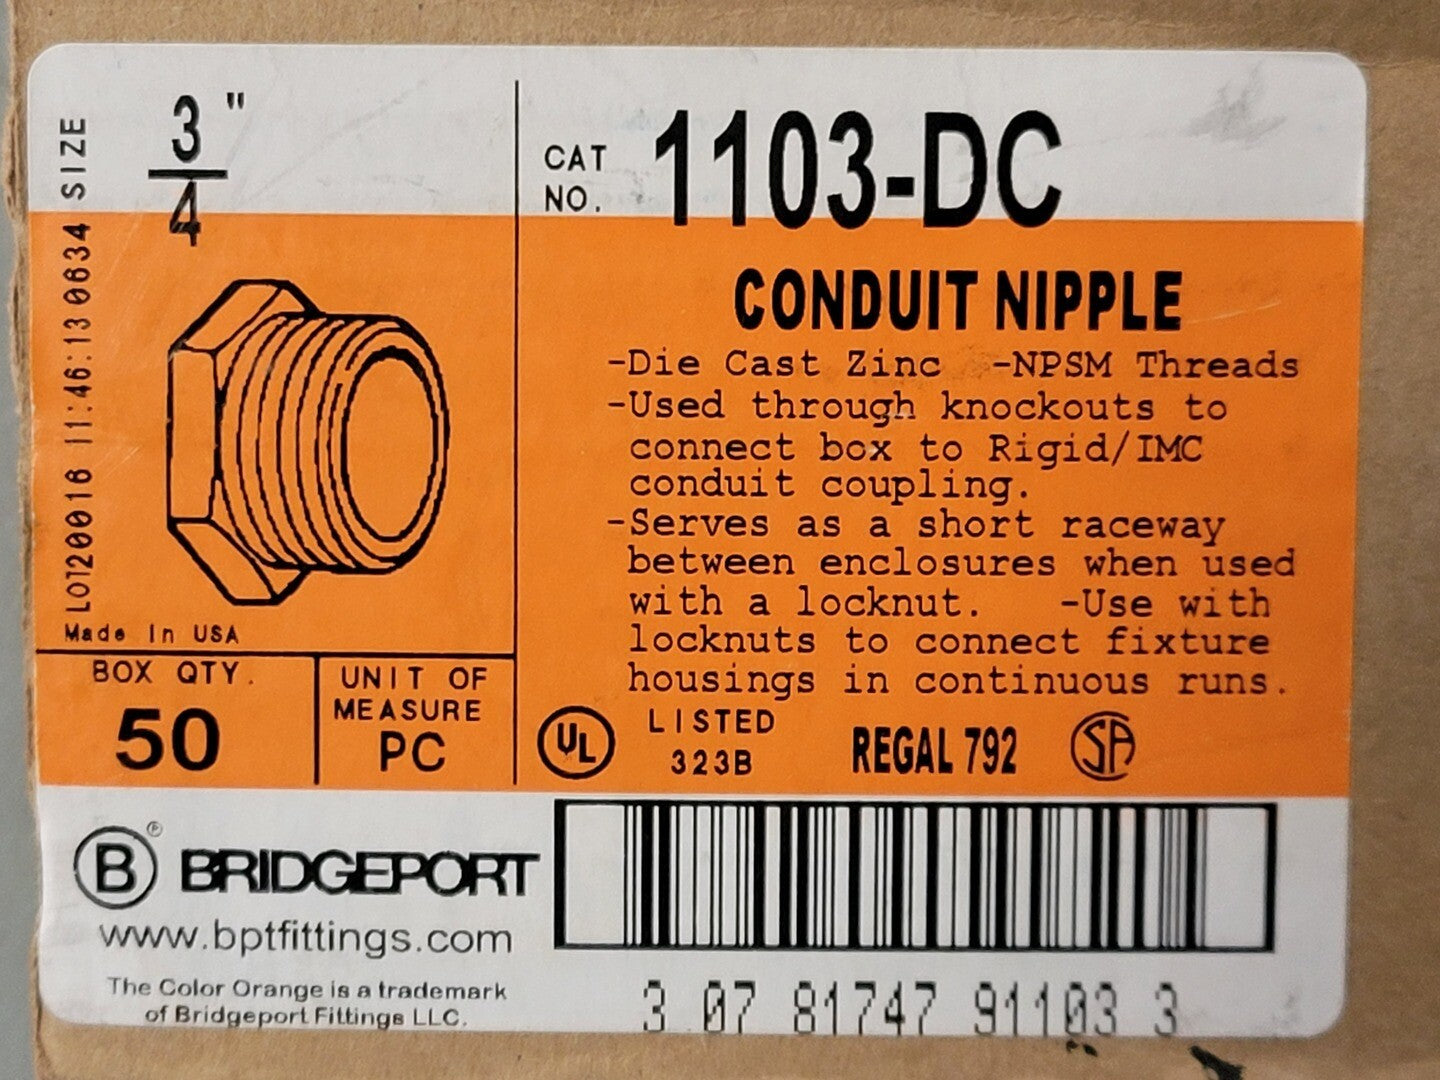 SIZE
3"
4
LOT200016 11:46:13 0634
Made In USA
BOX QTY.
50
UNIT OF
MEASURE
PC
CAT
NO.
1103-DC
CONDUIT NIPPLE
-Die Cast Zinc -NPSM Threads
-Used through knockouts to
connect box to Rigid/IMC
conduit coupling.
-Serves as a short raceway
between enclosures when used
with a locknut. -Use with
locknuts to connect fixture
housings in continuous runs.
UL
LISTED
323B
REGAL 792
SA
B ®
BRIDGEPORT
www.bptfittings.com
The Color Orange is a trademark
of Bridgeport Fittings LLC.
3 07 81747 91103 3